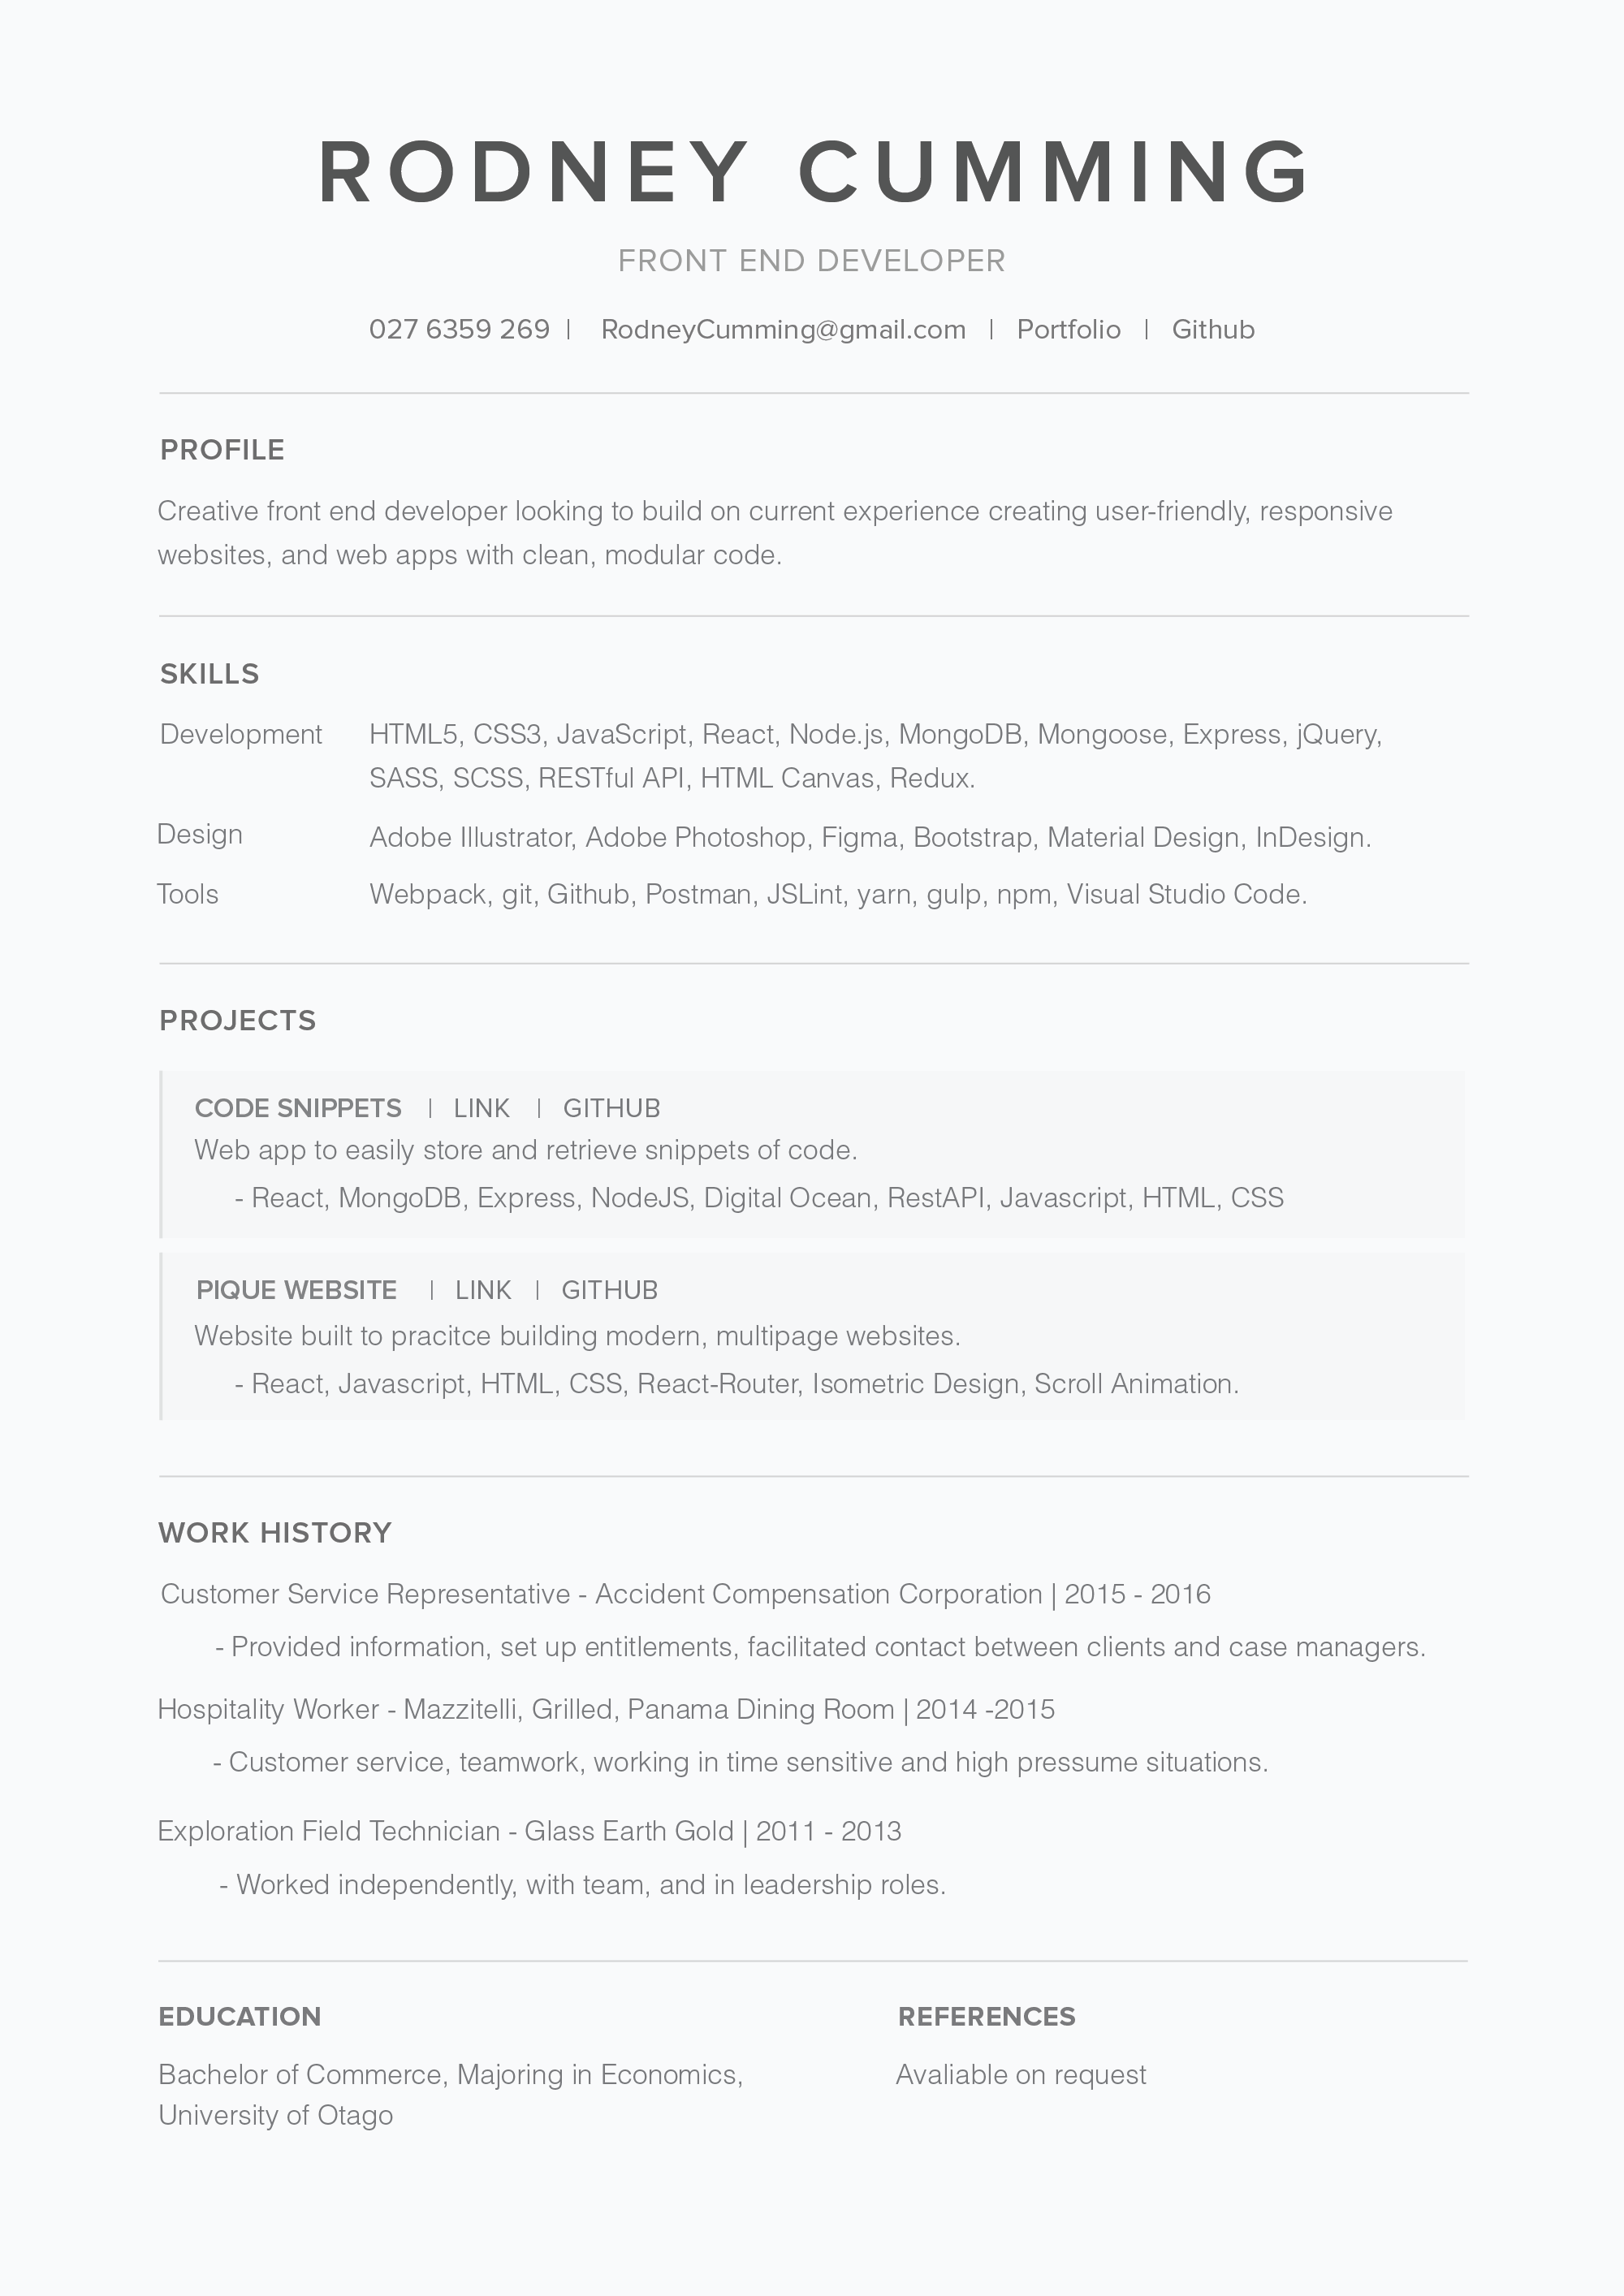 RODNEY CUMMING
FRONT END DEVELOPER
027 6359 269 | RodneyCumming@gmail.com | Portfolio | Github
PROFILE
Creative front end developer looking to build on current experience creating user-friendly, responsive
websites, and web apps with clean, modular code.
SKILLS
Development HTML5, CSS3, JavaScript, React, Node.js, MongoDB, Mongoose, Express, jQuery,
SASS, SCSS, RESTful API, HTML Canvas, Redux.
Design Adobe Illustrator, Adobe Photoshop, Figma, Bootstrap, Material Design, InDesign.
Tools Webpack, git, Github, Postman, JSLint, yarn, gulp, npm, Visual Studio Code.
PROJECTS
CODE SNIPPETS | LINK | GITHUB
Web app to easily store and retrieve snippets of code.
- React, MongoDB, Express, NodeJS, Digital Ocean, RestAPI, Javascript, HTML, CSS
PIQUE WEBSITE | LINK | GITHUB
Website built to pracitce building modern, multipage websites.
- React, Javascript, HTML, CSS, React-Router, Isometric Design, Scroll Animation.
WORK HISTORY
Customer Service Representative - Accident Compensation Corporation | 2015 - 2016
- Provided information, set up entitlements, facilitated contact between clients and case managers.
Hospitality Worker - Mazzitelli, Grilled, Panama Dining Room | 2014 -2015
- Customer service, teamwork, working in time sensitive and high pressume situations.
Exploration Field Technician - Glass Earth Gold | 2011 - 2013
- Worked independently, with team, and in leadership roles.
EDUCATION
Bachelor of Commerce, Majoring in Economics,
University of Otago
REFERENCES
Avaliable on request